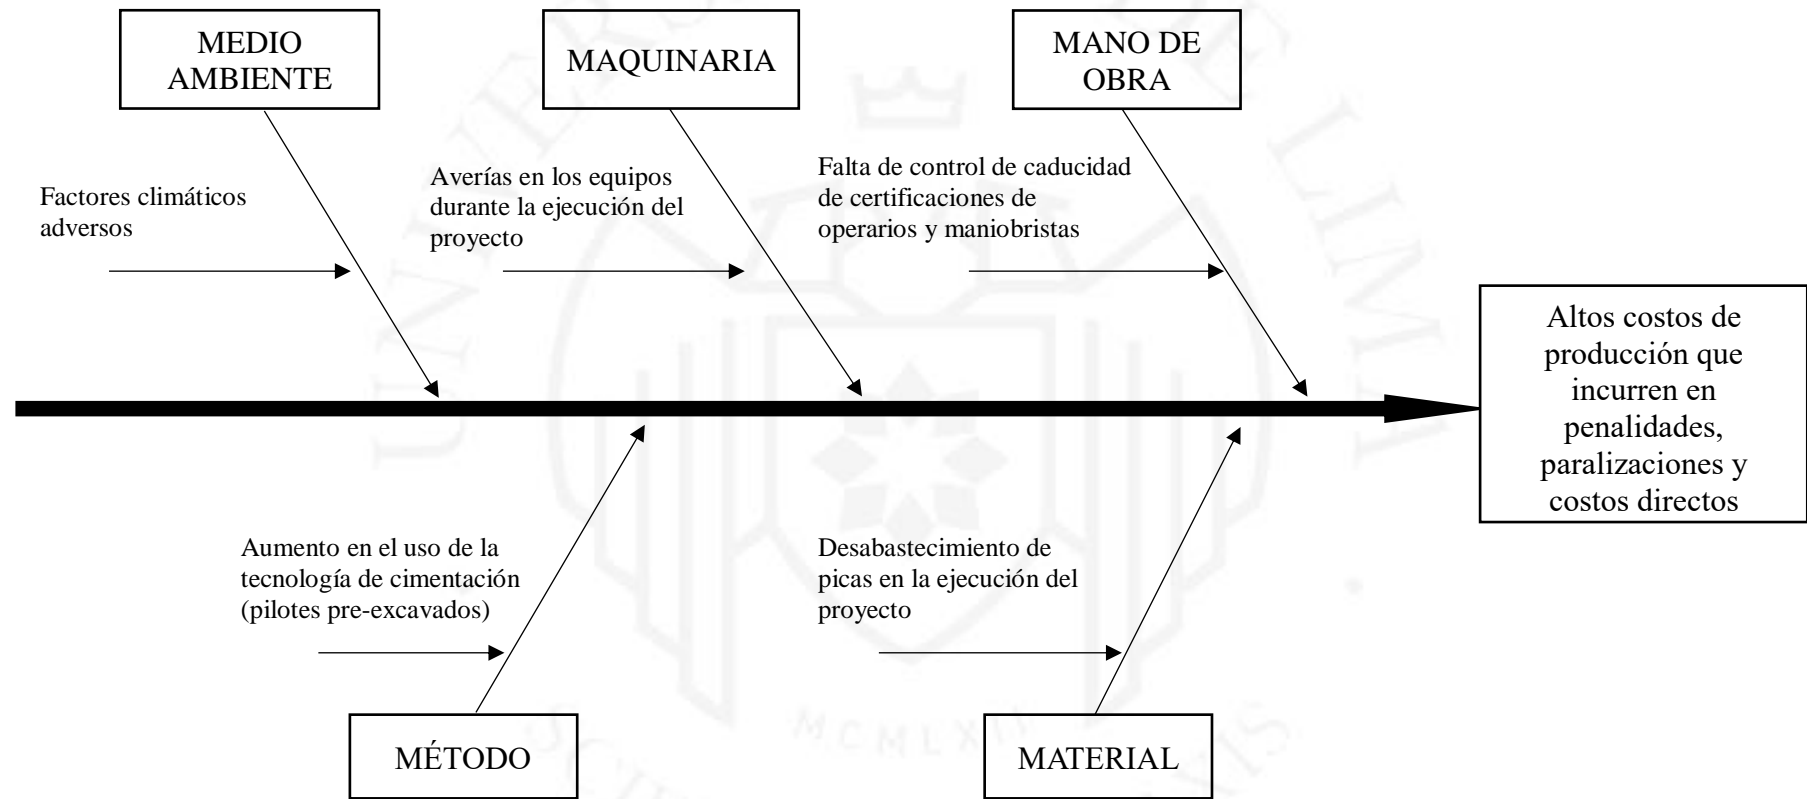 MEDIO
AMBIENTE
MAQUINARIA
MANO DE
OBRA
Factores climáticos
adversos
Averías en los equipos
durante la ejecución del
proyecto
Falta de control de caducidad
de certificaciones de
operarios y maniobristas
Altos costos de
producción que
incurren en
penalidades,
paralizaciones y
costos directos
Aumento en el uso de la
tecnología de cimentación
(pilotes pre-excavados)
Desabastecimiento de
picas en la ejecución del
proyecto
MÉTODO
MATERIAL
MCMLXII